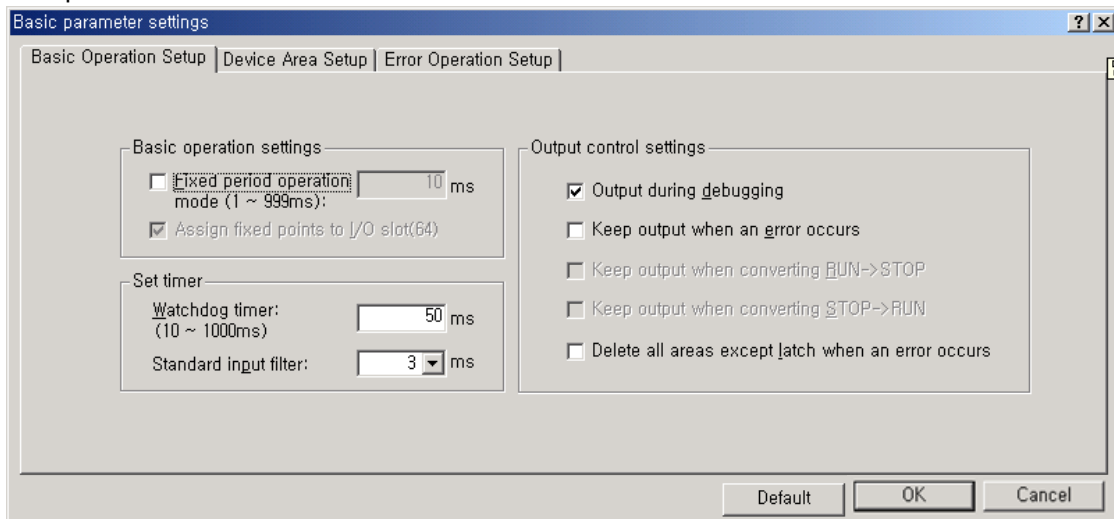 Basic parameter settings
Basic Operation Setup
Device Area Setup
Error Operation Setup
Basic operation settings
Fixed period operation
mode (1 ~ 999ms):
10 ms
Assign fixed points to I/O slot(64)
Set timer
Watchdog timer:
(10 ~ 1000ms)
50 ms
Standard input filter:
3 ms
Output control settings
Output during debugging
Keep output when an error occurs
Keep output when converting RUN->STOP
Keep output when converting STOP->RUN
Delete all areas except latch when an error occurs
Default
OK
Cancel